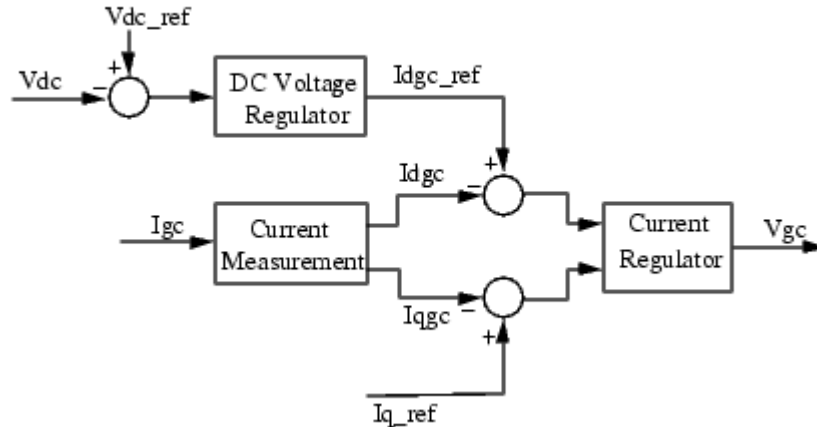 Vdc_ref
+
Vdc
−
DC Voltage
Regulator
Idgc_ref
+
Idgc
−
Igc
Current
Measurement
Current
Regulator
Vgc
Iqgc
−
+
Iq_ref